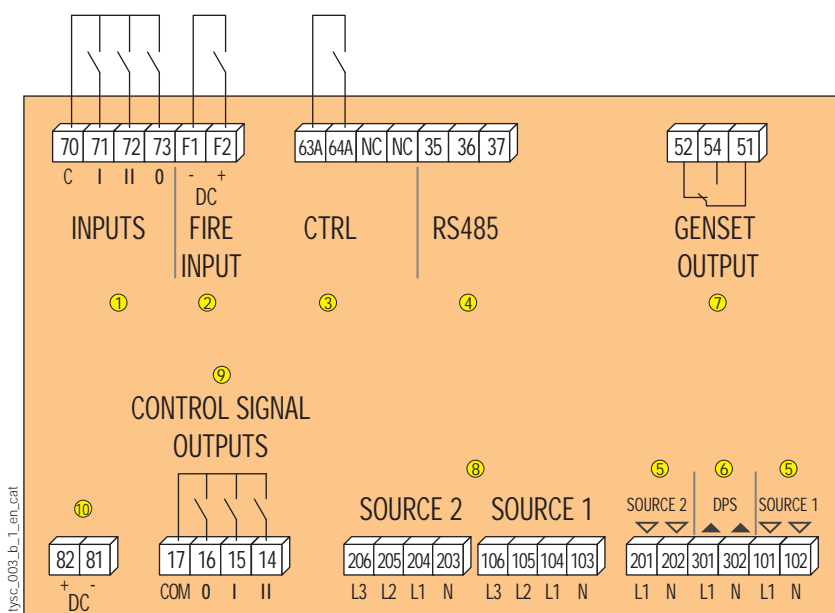 70 71 72 73 F1 F2 63A 64A NC NC 35 36 37 52 54 51
C I II 0 - +
DC
INPUTS FIRE INPUT CTRL RS485 GENSET OUTPUT
1 2 3 4 7
9
CONTROL SIGNAL
OUTPUTS
8 5 6 5
10
SOURCE 2 SOURCE 1 SOURCE 2 DPS SOURCE 1
82 81 17 16 15 14 206 205 204 203 106 105 104 103 201 202 301 302 101 102
+ - COM 0 I II L3 L2 L1 N L3 L2 L1 N L1 N L1 N L1 N
DC
tysc_003_b_1_en_cat